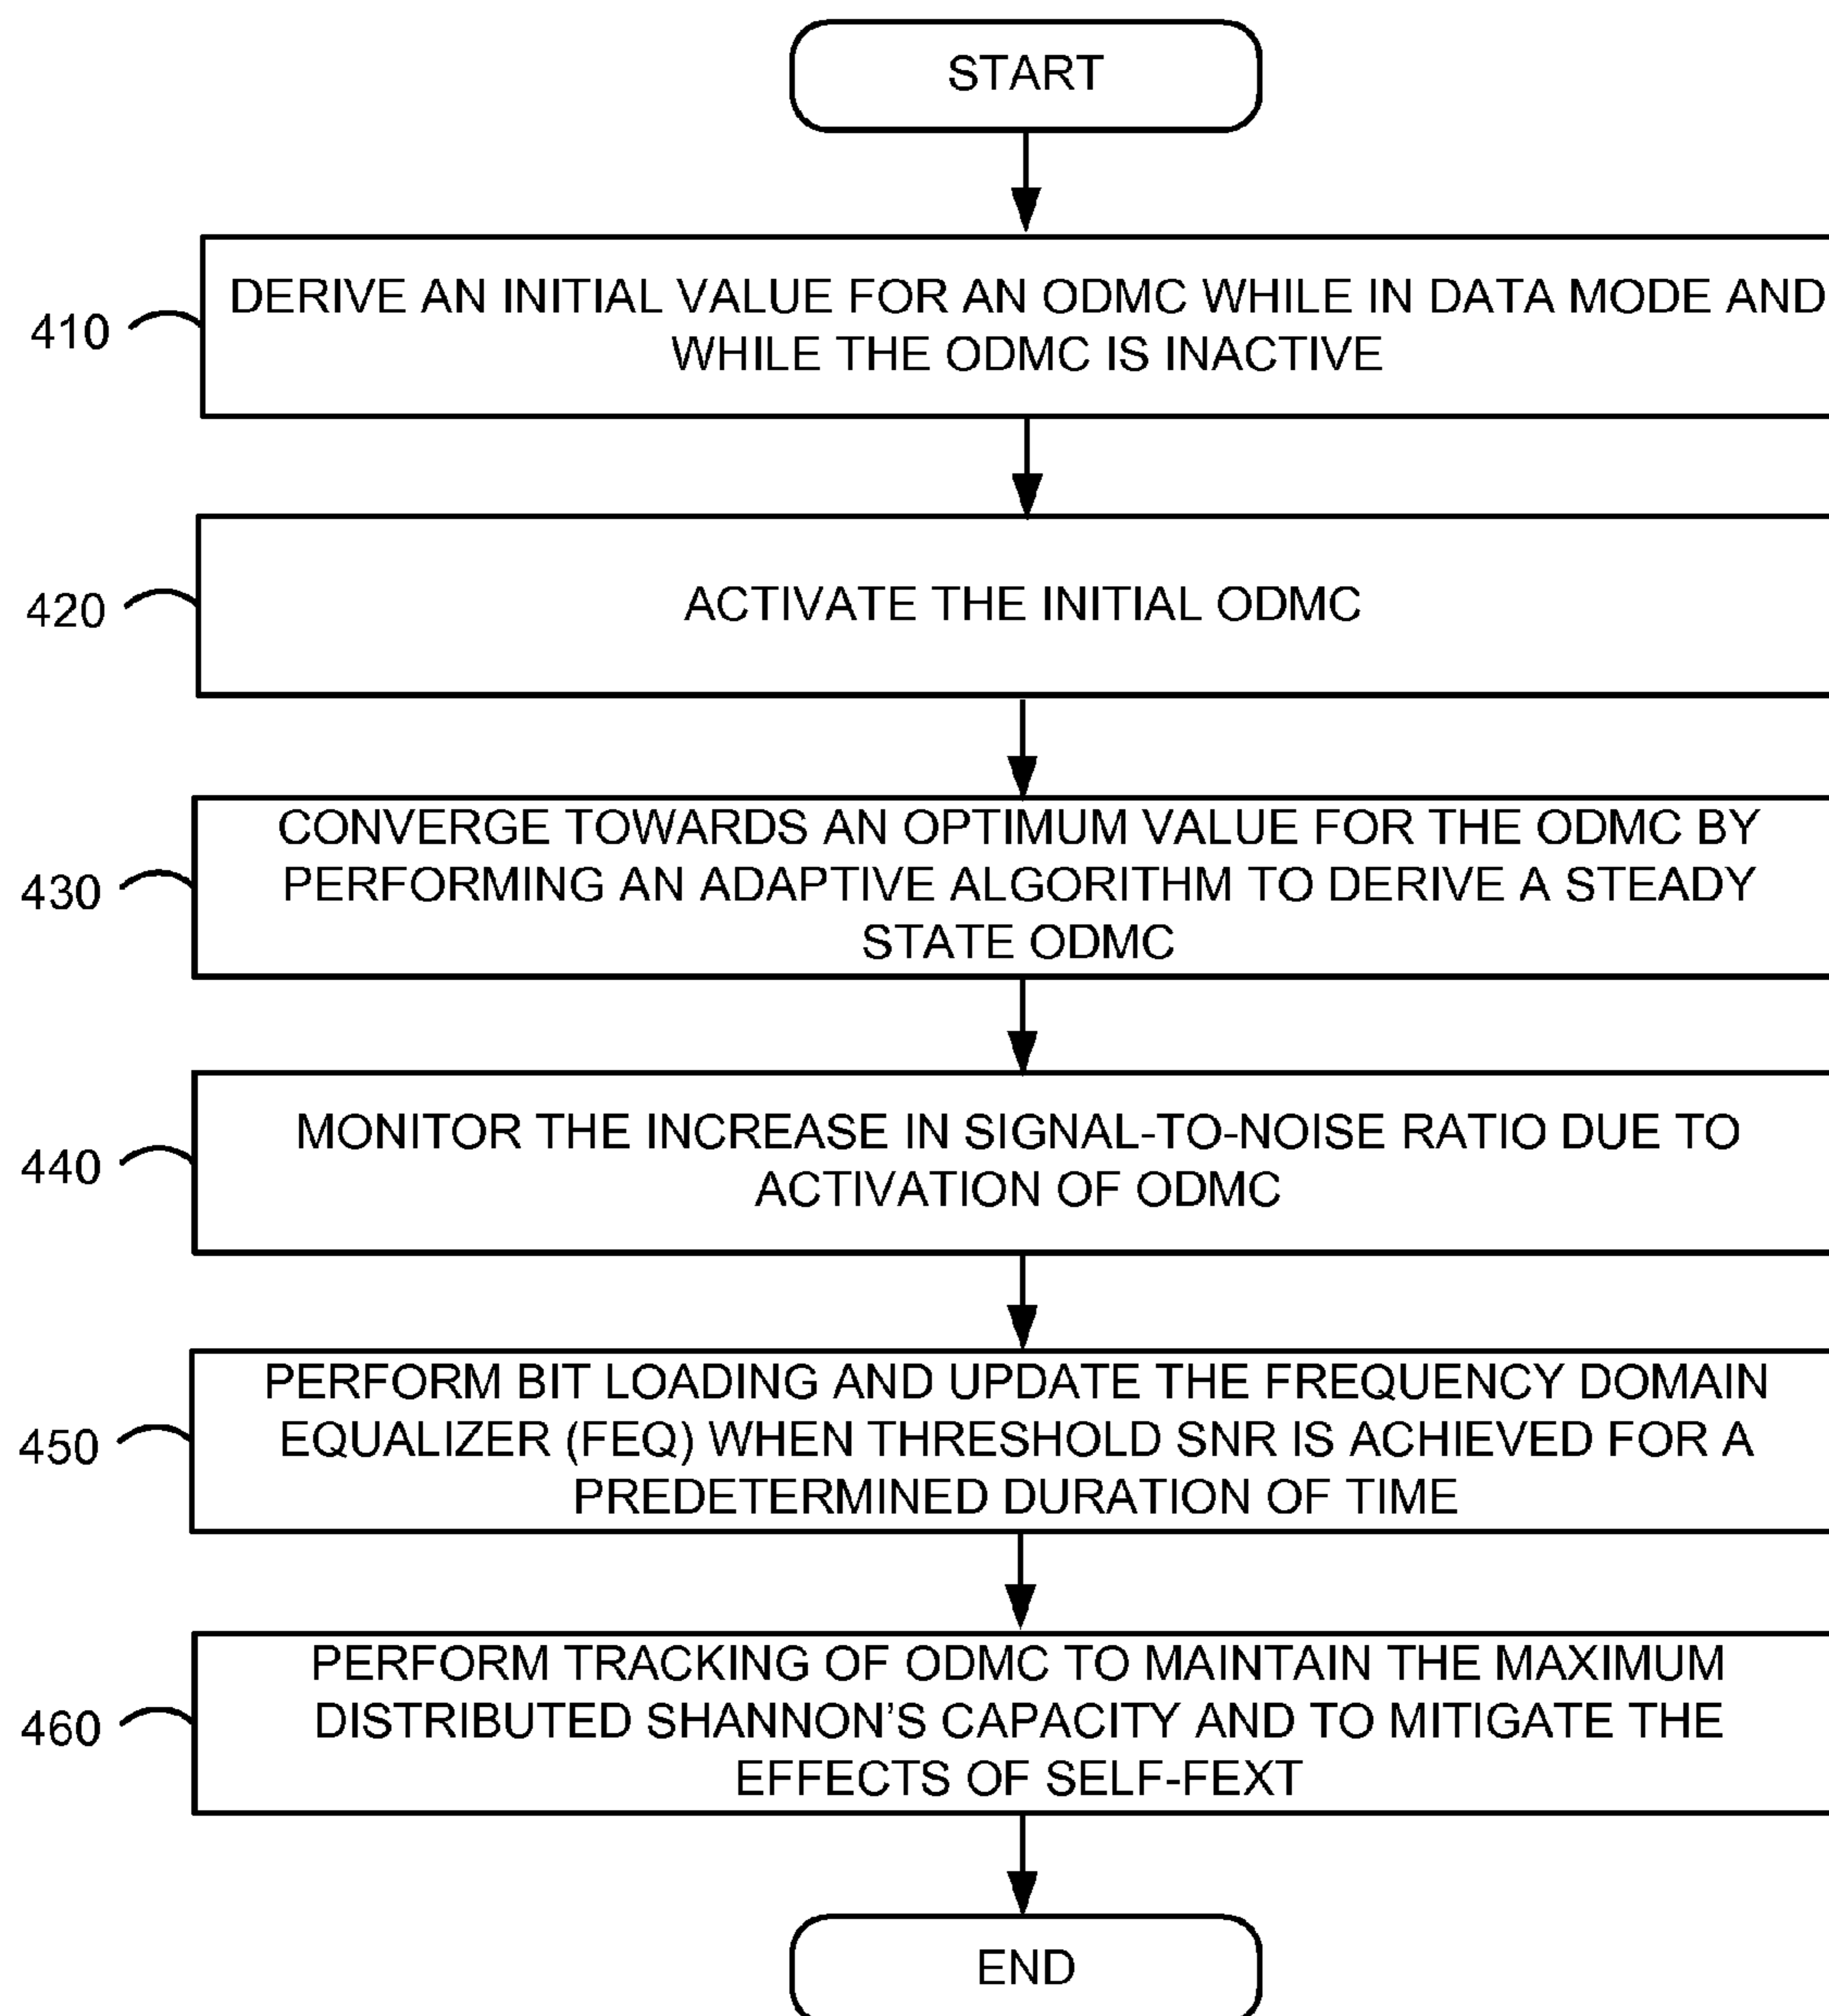 START
410
DERIVE AN INITIAL VALUE FOR AN ODMC WHILE IN DATA MODE AND
WHILE THE ODMC IS INACTIVE
420
ACTIVATE THE INITIAL ODMC
430
CONVERGE TOWARDS AN OPTIMUM VALUE FOR THE ODMC BY
PERFORMING AN ADAPTIVE ALGORITHM TO DERIVE A STEADY
STATE ODMC
440
MONITOR THE INCREASE IN SIGNAL-TO-NOISE RATIO DUE TO
ACTIVATION OF ODMC
450
PERFORM BIT LOADING AND UPDATE THE FREQUENCY DOMAIN
EQUALIZER (FEQ) WHEN THRESHOLD SNR IS ACHIEVED FOR A
PREDETERMINED DURATION OF TIME
460
PERFORM TRACKING OF ODMC TO MAINTAIN THE MAXIMUM
DISTRIBUTED SHANNON'S CAPACITY AND TO MITIGATE THE
EFFECTS OF SELF-FEXT
END